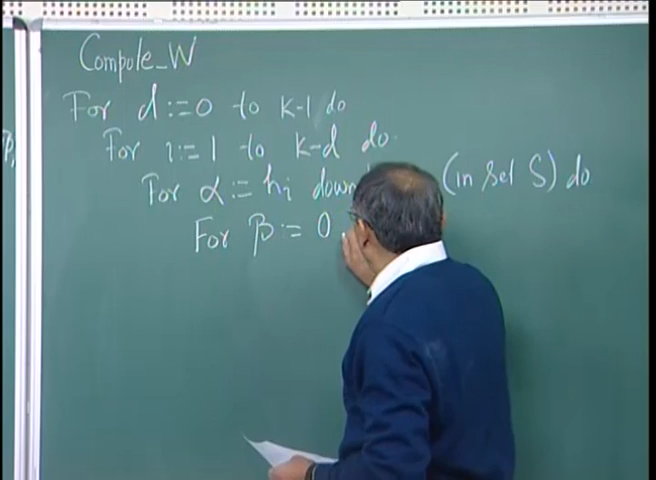 Compute_W
For d := 0 to k-1 do
For i := 1 to k-d do
For α := hi down (in set S) do
For β := 0